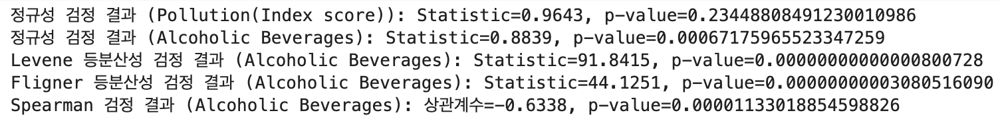 정규성 검정 결과 (Pollution(Index score)): Statistic=0.9643, p-value=0.23448808491230010986
정규성 검정 결과 (Alcoholic Beverages): Statistic=0.8839, p-value=0.00067175965523347259
Levene 등분산성 검정 결과 (Alcoholic Beverages): Statistic=91.8415, p-value=0.00000000000000800728
Fligner 등분산성 검정 결과 (Alcoholic Beverages): Statistic=44.1251, p-value=0.00000000003080516090
Spearman 검정 결과 (Alcoholic Beverages): 상관계수=-0.6338, p-value=0.00001133018854598826